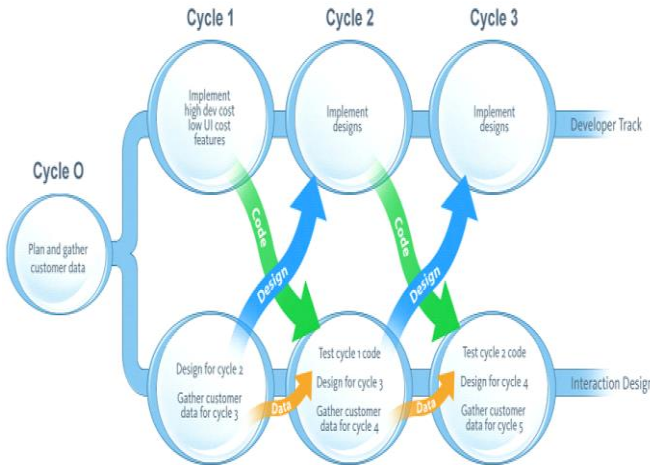 Cycle 1
Cycle 2
Cycle 3
Implement
high dev cost
low UI cost
features
Implement
designs
Implement
designs
Developer Track
Cycle 0
Plan and gather
customer data
Code
Design
Code
Design
Design for cycle 2
Gather customer
data for cycle 3
Data
Test cycle 1 code
Design for cycle 3
Gather customer
data for cycle 4
Data
Test cycle 2 code
Design for cycle 4
Gather customer
data for cycle 5
Interaction Design